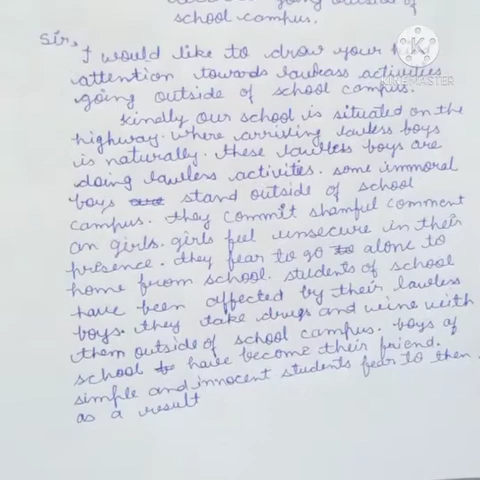 going outside of
school campus.
Sir,
I would like to draw your
attention towards lawless activities
going outside of school campus.
Kindly our school is situated on the
highway. where arriving lawless boys
is naturally. these lawless boys are
doing lawless activities. some immoral
boys stand outside of school
campus. they commit shamful comment
on girls. girls feel unsecure in their
presence. they fear to go alone to
home from school. students of school
have been affected by their lawless
boys. they take drugs and wine with
them outside of school campus. boys of
school have become their friend.
simple and innocent students fear to them.
as a result
K
KINEMASTER